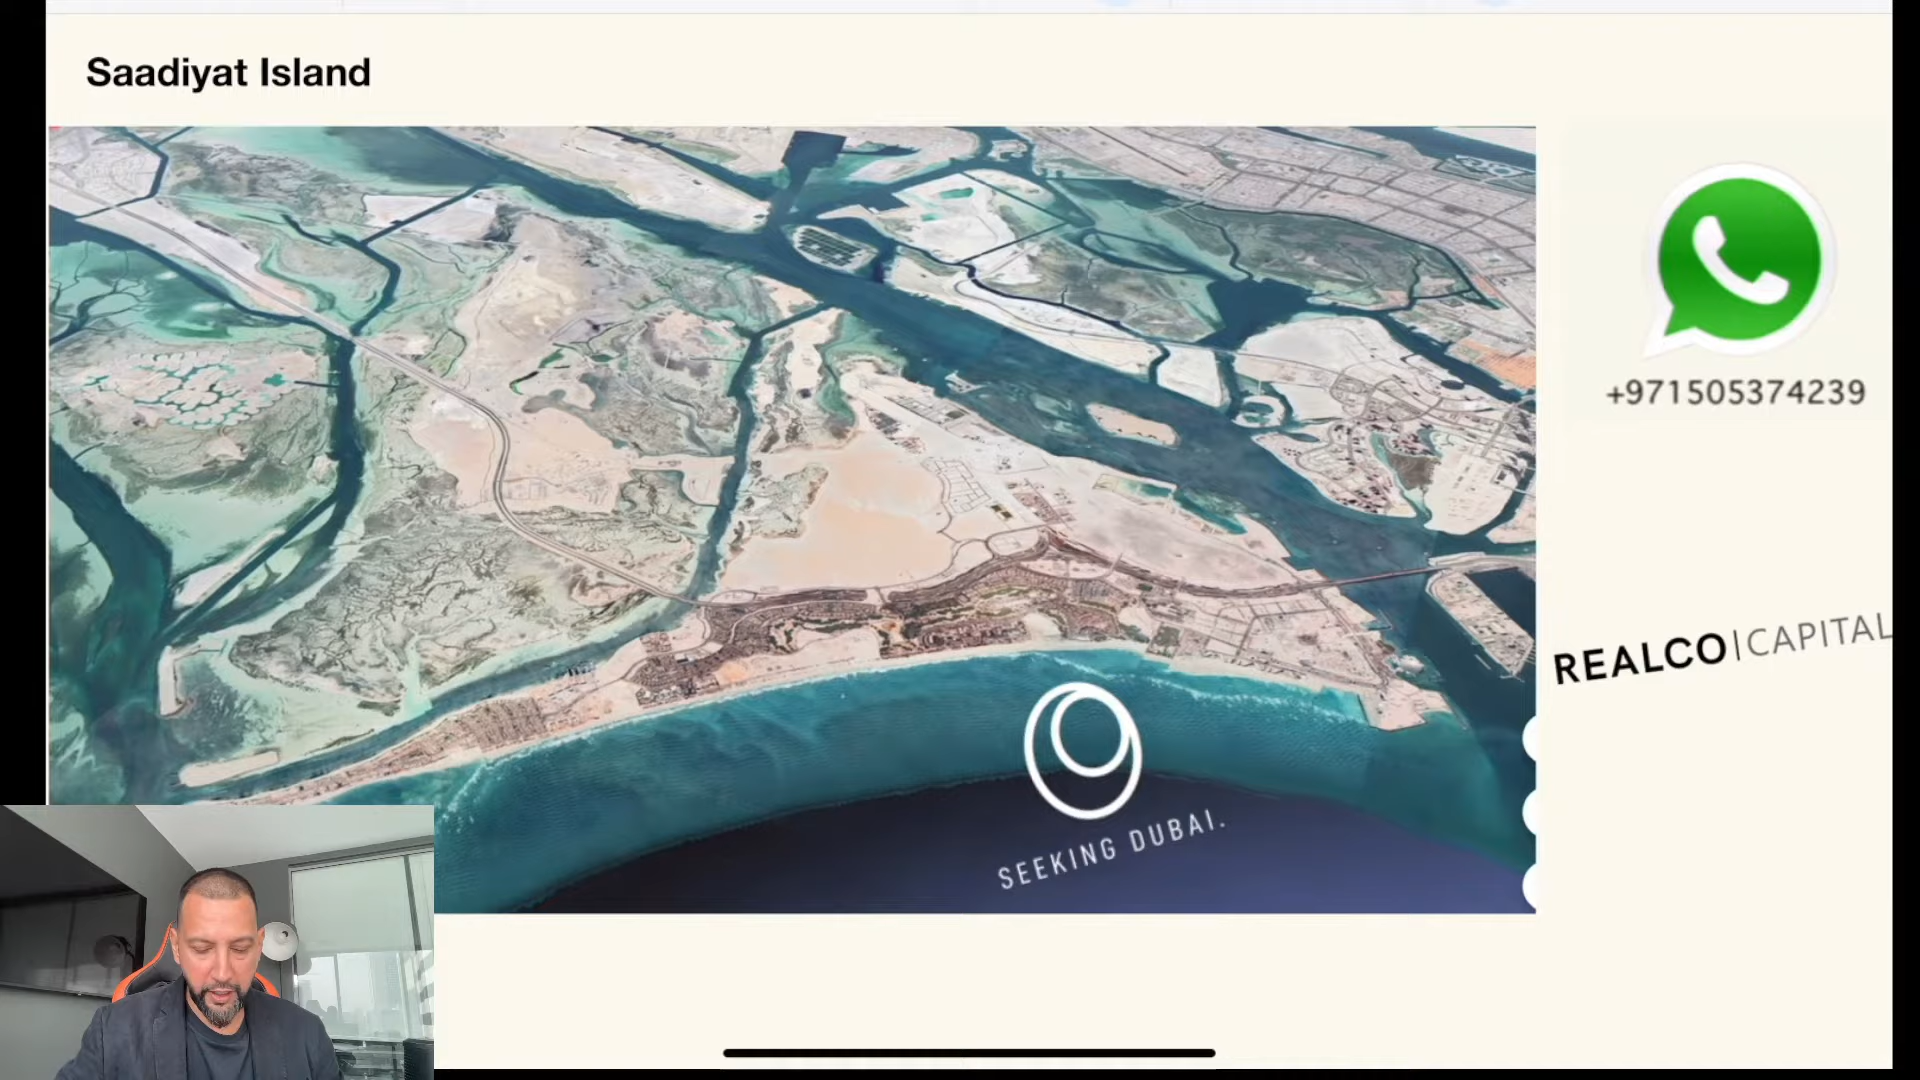 Saadiyat Island
+971505374239
REALCO|CAPITAL
SEEKING DUBAI.